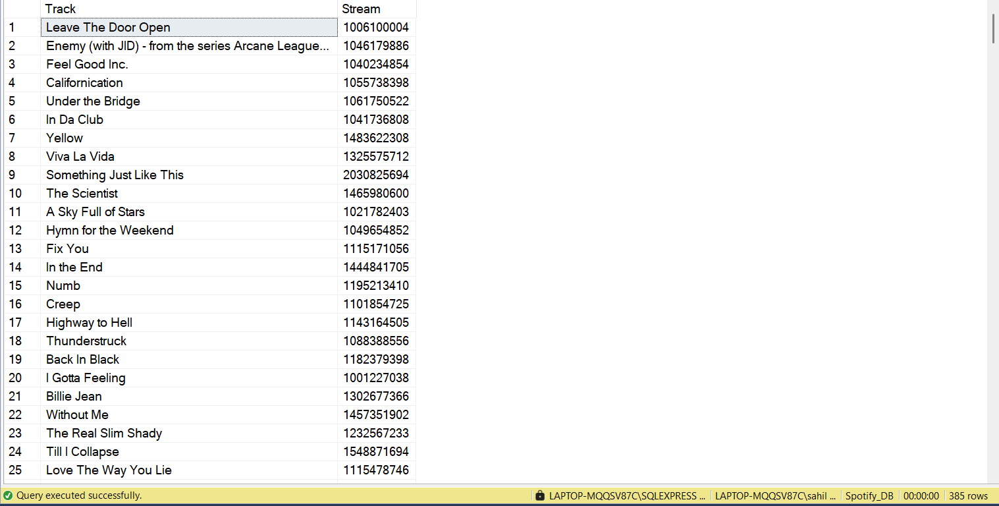 Track Stream
1 Leave The Door Open 1006100004
2 Enemy (with JID) - from the series Arcane League... 1046179886
3 Feel Good Inc. 1040234854
4 Californication 1055738398
5 Under the Bridge 1061750522
6 In Da Club 1041736808
7 Yellow 1483622308
8 Viva La Vida 1325575712
9 Something Just Like This 2030825694
10 The Scientist 1465980600
11 A Sky Full of Stars 1021782403
12 Hymn for the Weekend 1049654852
13 Fix You 1115171056
14 In the End 1444841705
15 Numb 1195213410
16 Creep 1101854725
17 Highway to Hell 1143164505
18 Thunderstruck 1088388556
19 Back In Black 1182379398
20 I Gotta Feeling 1001227038
21 Billie Jean 1302677366
22 Without Me 1457351902
23 The Real Slim Shady 1232567233
24 Till I Collapse 1548871694
25 Love The Way You Lie 1115478746
Query executed successfully. LAPTOP-MQQSV87C\SQLEXPRESS ... LAPTOP-MQQSV87C\sahil ... Spotify_DB 00:00:00 385 rows